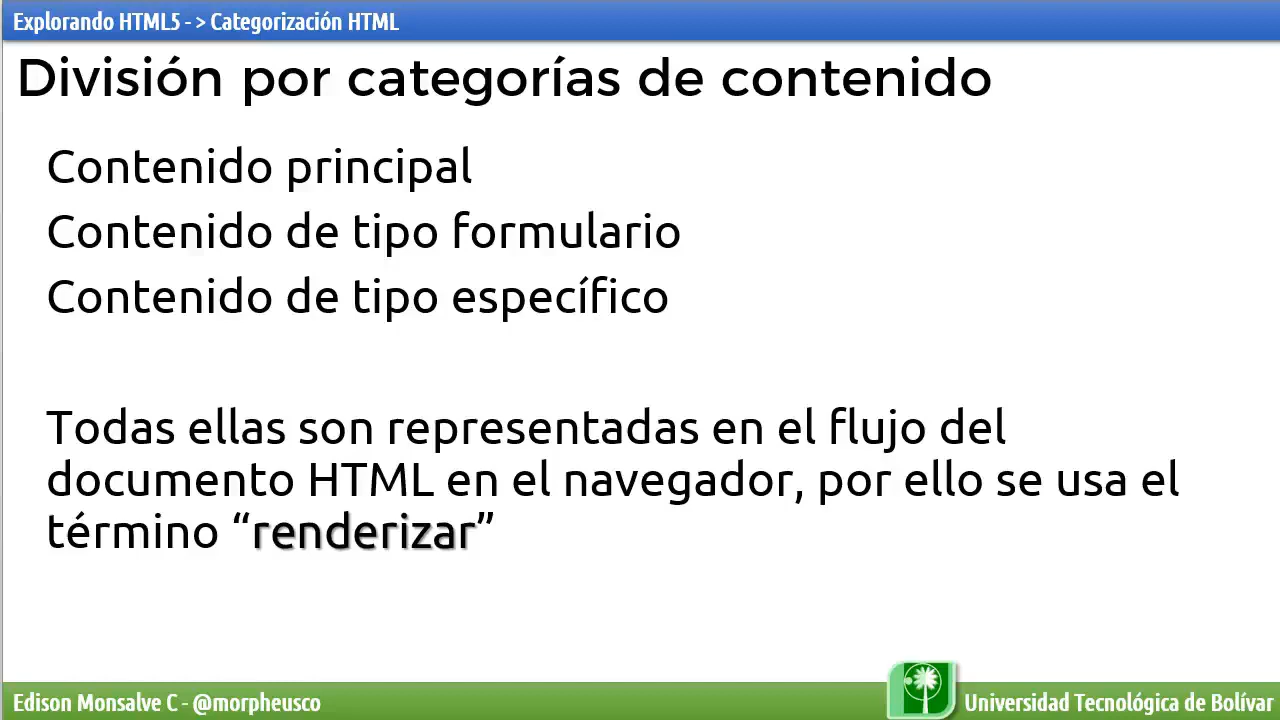 Explorando HTML5 - > Categorización HTML
División por categorías de contenido
Contenido principal
Contenido de tipo formulario
Contenido de tipo específico
Todas ellas son representadas en el flujo del
documento HTML en el navegador, por ello se usa el
término “renderizar”
Edison Monsalve C - @morpheusco
Universidad Tecnológica de Bolívar